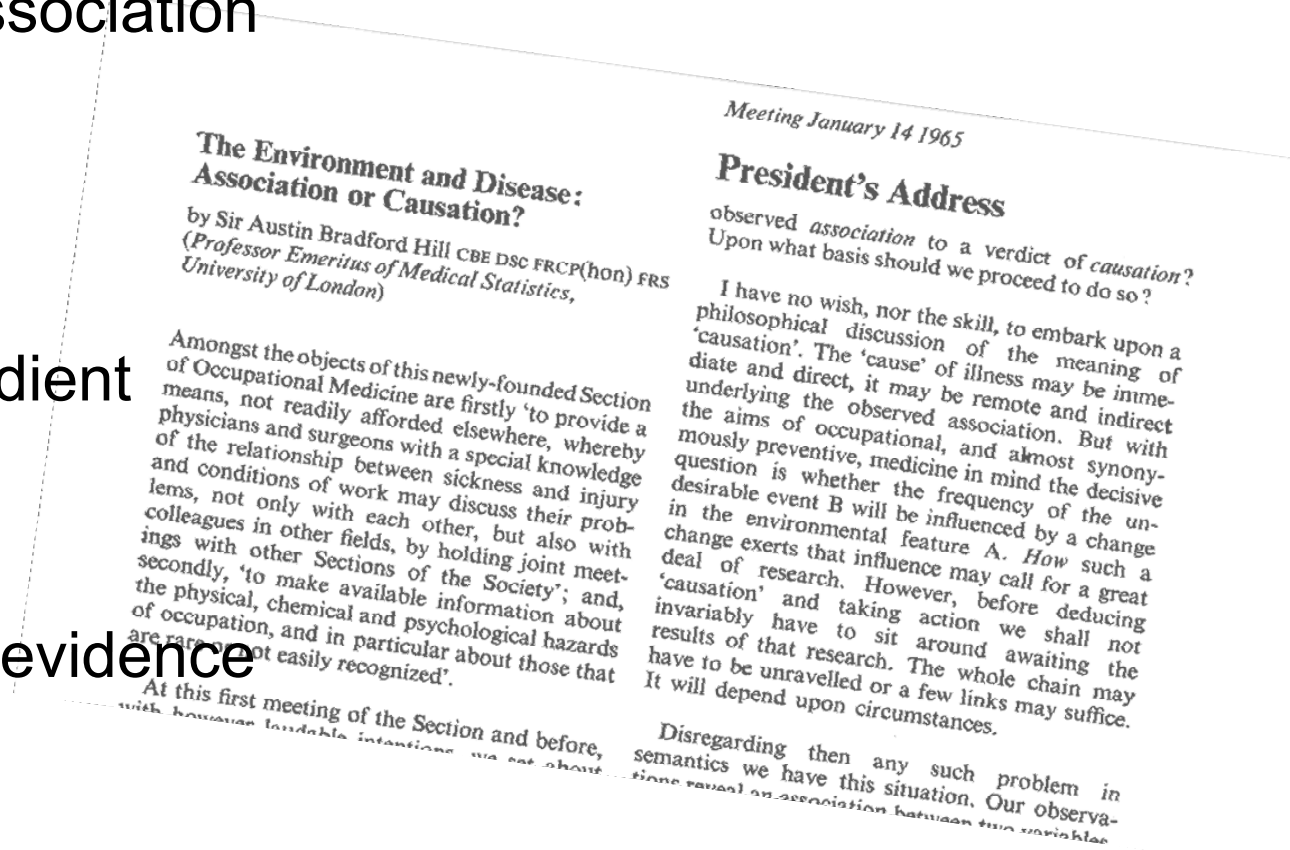 ssociation
dient
evidence
Meeting January 14 1965
President's Address
The Environment and Disease:
Association or Causation?
by Sir Austin Bradford Hill CBE DSC FRCP(hon) FRS
(Professor Emeritus of Medical Statistics,
University of London)
Amongst the objects of this newly-founded Section
of Occupational Medicine are firstly 'to provide a
means, not readily afforded elsewhere, whereby
physicians and surgeons with a special knowledge
of the relationship between sickness and injury
and conditions of work may discuss their prob-
lems, not only with each other, but also with
colleagues in other fields, by holding joint meet-
ings with other Sections of the Society'; and,
secondly, 'to make available information about
the physical, chemical and psychological hazards
of occupation, and in particular about those that
are rare or not easily recognized'.
At this first meeting of the Section and before,
with however laudable intentions, we set about
observed association to a verdict of causation?
Upon what basis should we proceed to do so?
I have no wish, nor the skill, to embark upon a
philosophical discussion of the meaning of
'causation'. The 'cause' of illness may be imme-
diate and direct, it may be remote and indirect
underlying the observed association. But with
the aims of occupational, and almost synony-
mously preventive, medicine in mind the decisive
question is whether the frequency of the un-
desirable event B will be influenced by a change
in the environmental feature A. How such a
change exerts that influence may call for a great
deal of research. However, before deducing
'causation' and taking action we shall not
invariably have to sit around awaiting the
results of that research. The whole chain may
have to be unravelled or a few links may suffice.
It will depend upon circumstances.
Disregarding then any such problem in
semantics we have this situation. Our observa-
tions reveal an association between two variables,